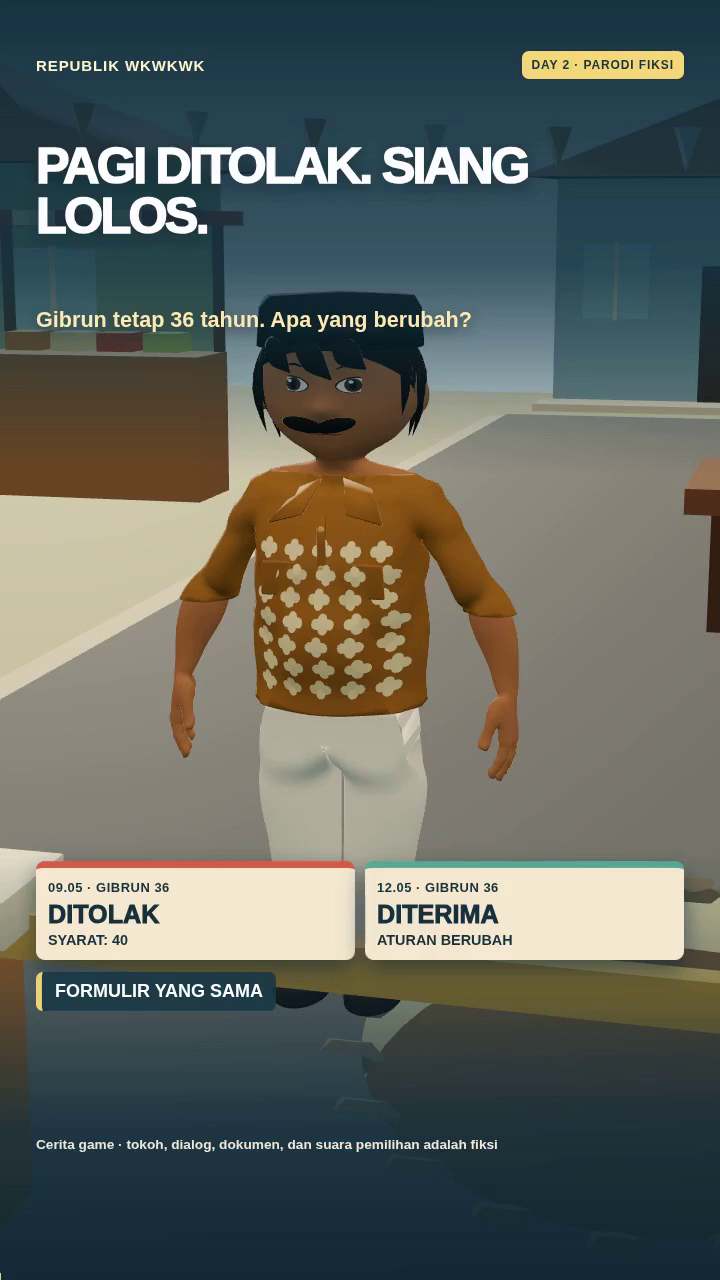 REPUBLIK WKWKWK
DAY 2 · PARODI FIKSI
PAGI DITOLAK. SIANG
LOLOS.
Gibrun tetap 36 tahun. Apa yang berubah?
09.05 · GIBRUN 36
DITOLAK
SYARAT: 40
12.05 · GIBRUN 36
DITERIMA
ATURAN BERUBAH
FORMULIR YANG SAMA
Cerita game · tokoh, dialog, dokumen, dan suara pemilihan adalah fiksi